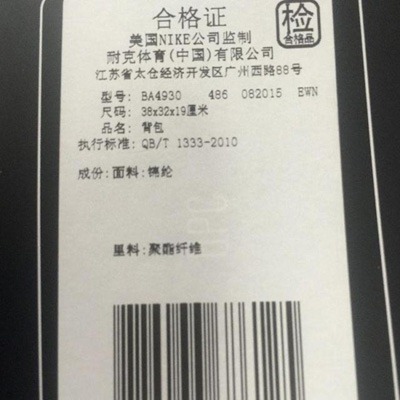 合格证
检
合格品
美国NIKE公司监制
耐克体育(中国)有限公司
江苏省太仓经济开发区广州西路88号
型号: BA4930 486 082015 EWN
尺码: 38x32x19厘米
品名: 背包
执行标准: QB/T 1333-2010
成份: 面料: 锦纶
里料: 聚酯纤维